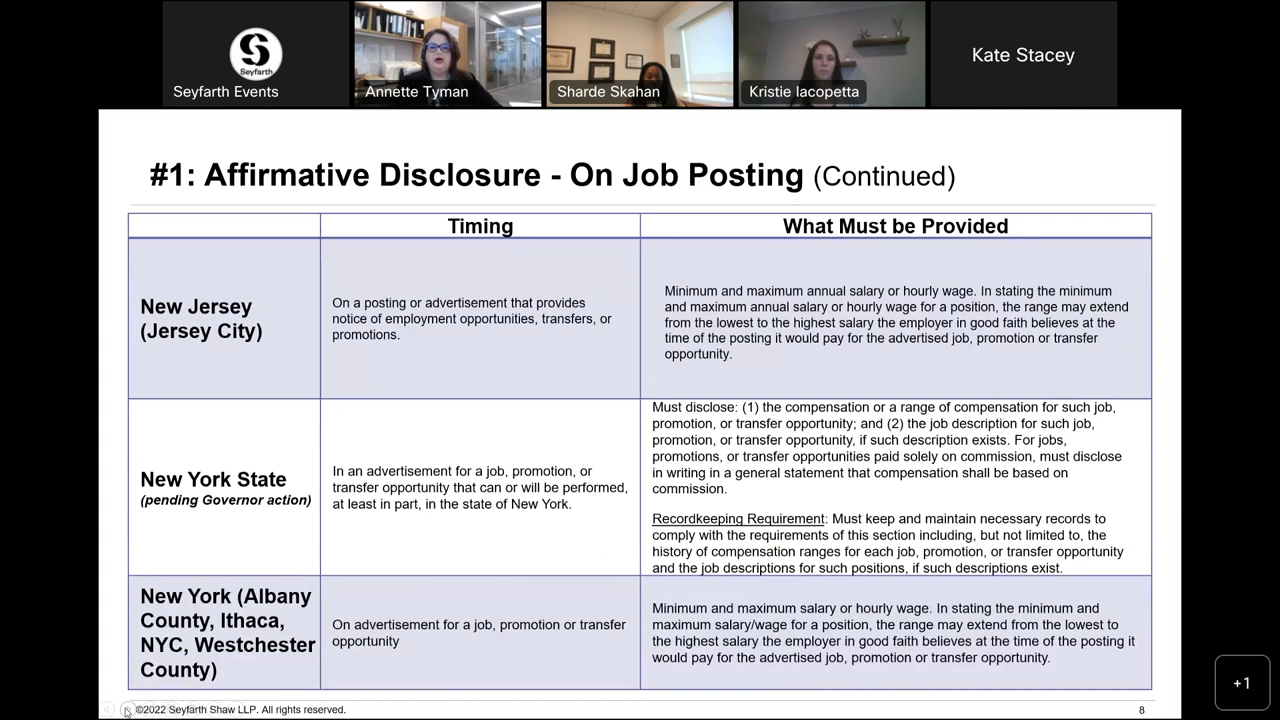 Seyfarth
Seyfarth Events
Annette Tyman
Sharde Skahan
Kristie Iacopetta
Kate Stacey
#1: Affirmative Disclosure - On Job Posting (Continued)
Timing
What Must be Provided
New Jersey
(Jersey City)
On a posting or advertisement that provides
notice of employment opportunities, transfers, or
promotions.
Minimum and maximum annual salary or hourly wage. In stating the minimum
and maximum annual salary or hourly wage for a position, the range may extend
from the lowest to the highest salary the employer in good faith believes at the
time of the posting it would pay for the advertised job, promotion or transfer
opportunity.
New York State
(pending Governor action)
In an advertisement for a job, promotion, or
transfer opportunity that can or will be performed,
at least in part, in the state of New York.
Must disclose: (1) the compensation or a range of compensation for such job,
promotion, or transfer opportunity; and (2) the job description for such job,
promotion, or transfer opportunity, if such description exists. For jobs,
promotions, or transfer opportunities paid solely on commission, must disclose
in writing in a general statement that compensation shall be based on
commission.
Recordkeeping Requirement: Must keep and maintain necessary records to
comply with the requirements of this section including, but not limited to, the
history of compensation ranges for each job, promotion, or transfer opportunity
and the job descriptions for such positions, if such descriptions exist.
New York (Albany
County, Ithaca,
NYC, Westchester
County)
On advertisement for a job, promotion or transfer
opportunity
Minimum and maximum salary or hourly wage. In stating the minimum and
maximum salary/wage for a position, the range may extend from the lowest to
the highest salary the employer in good faith believes at the time of the posting it
would pay for the advertised job, promotion or transfer opportunity.
©2022 Seyfarth Shaw LLP. All rights reserved.
8
+1